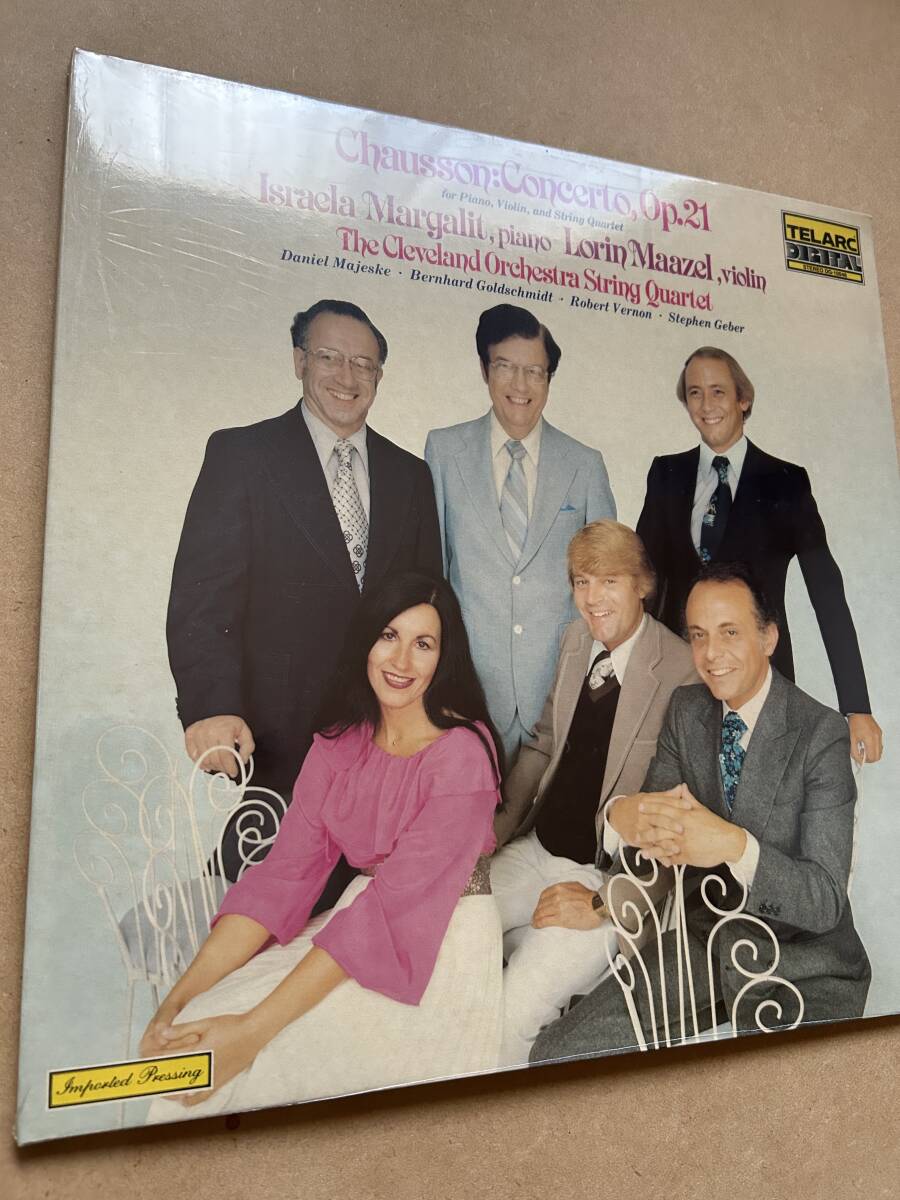 Chausson: Concerto, Op. 21
for Piano, Violin, and String Quartet
Israela Margalit, piano Lorin Maazel, violin
The Cleveland Orchestra String Quartet
Daniel Majeske · Bernhard Goldschmidt · Robert Vernon · Stephen Geber
TELARC
DIGITAL
STEREO
Imported Pressing